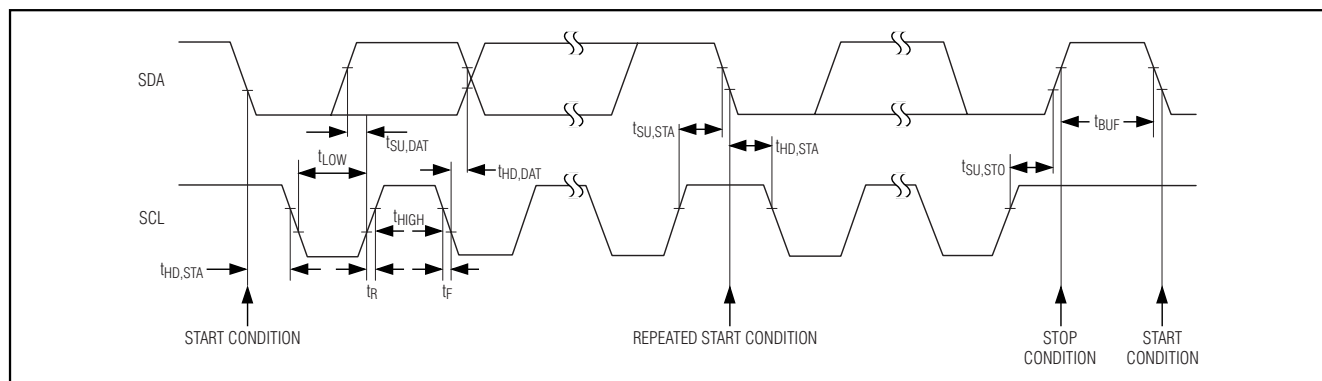 SDA
tSU,DAT
tLOW
tHD,DAT
tSU,STA
tHD,STA
tBUF
tSU,STO
SCL
tHIGH
tHD,STA
tR
tF
START CONDITION
REPEATED START CONDITION
STOP
CONDITION
START
CONDITION